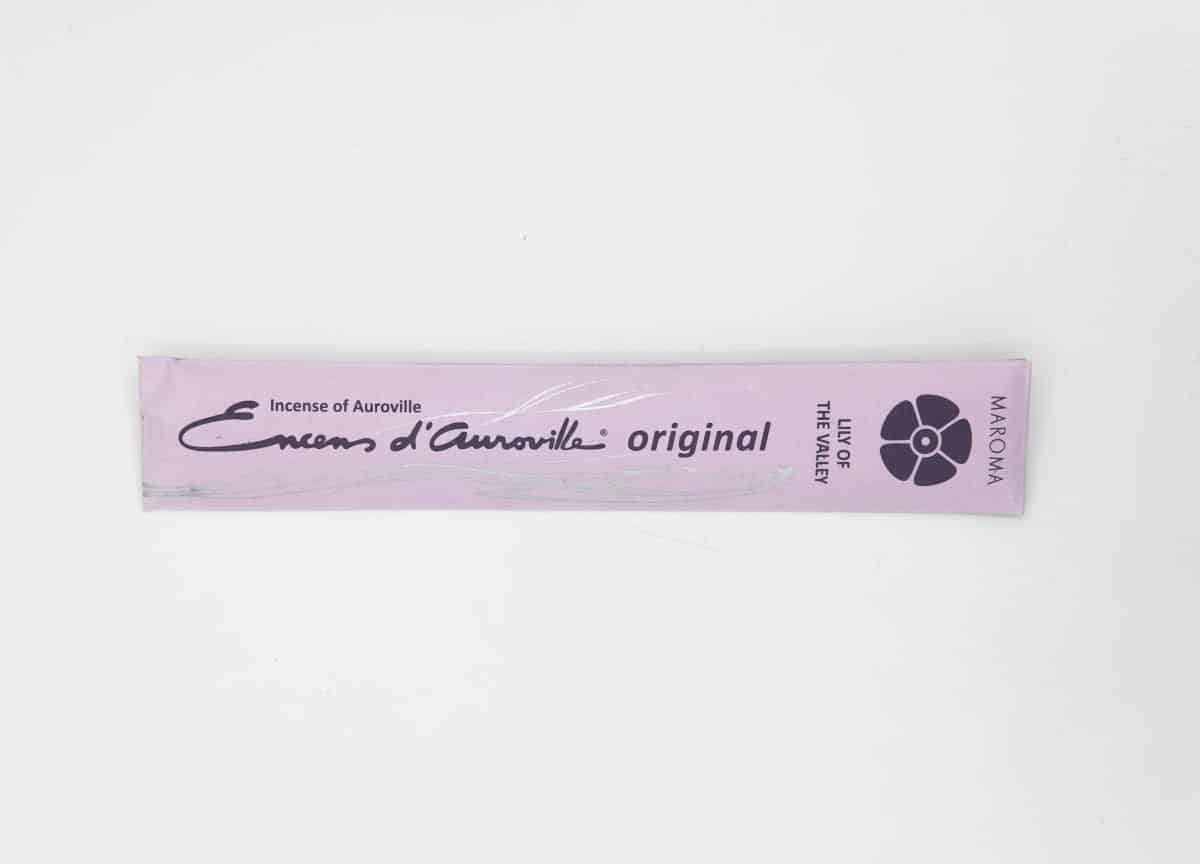 Incense of Auroville
Encens d'Auroville® original
LILY OF
THE VALLEY
MAROMA